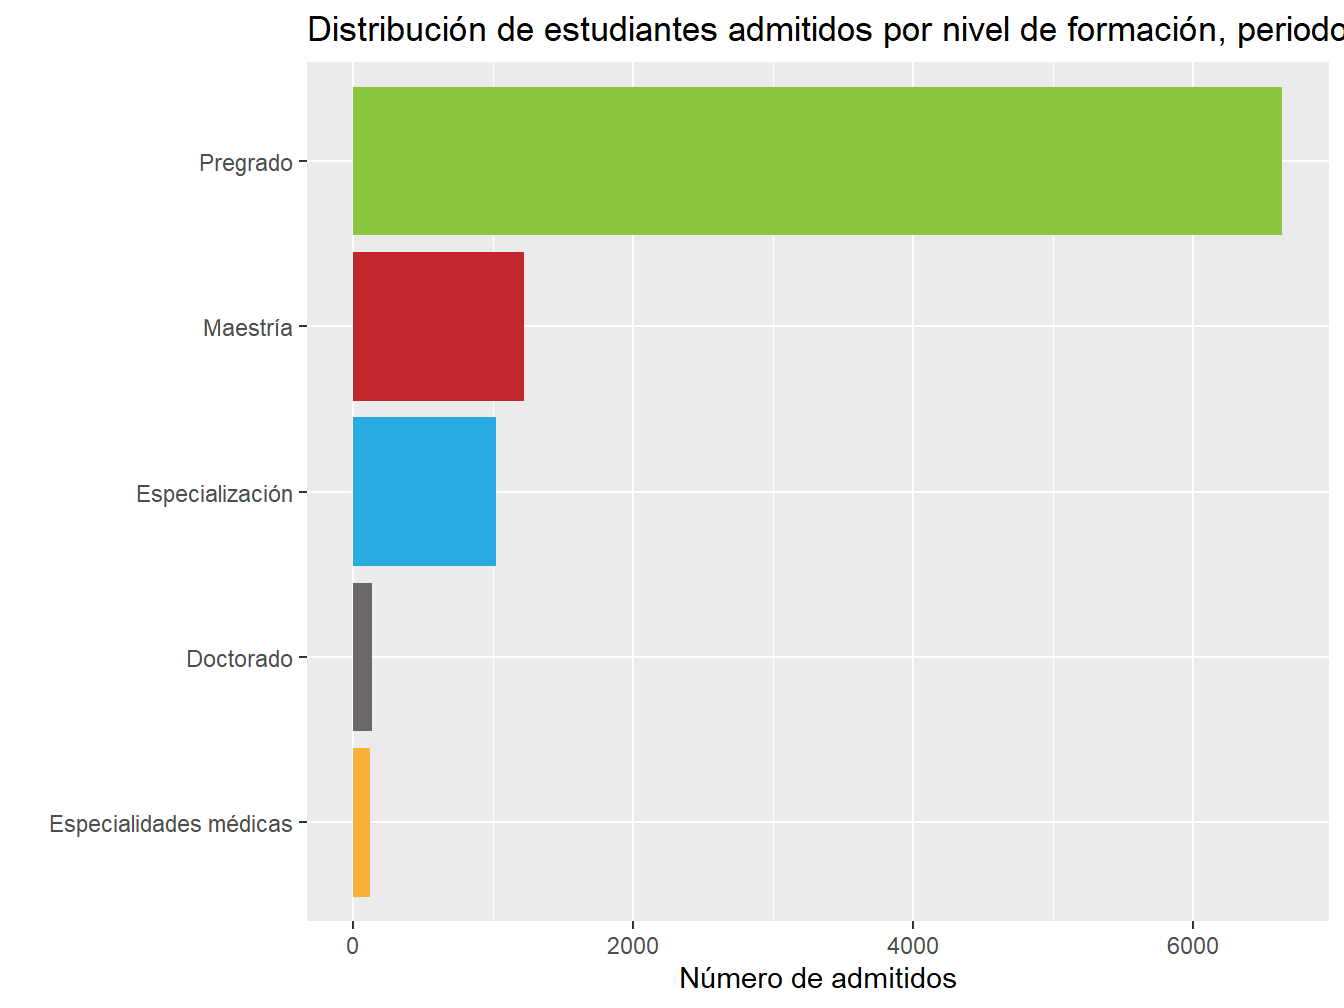 Distribución de estudiantes admitidos por nivel de formación, periodo
Pregrado
Maestría
Especialización
Doctorado
Especialidades médicas
0 2000 4000 6000
Número de admitidos